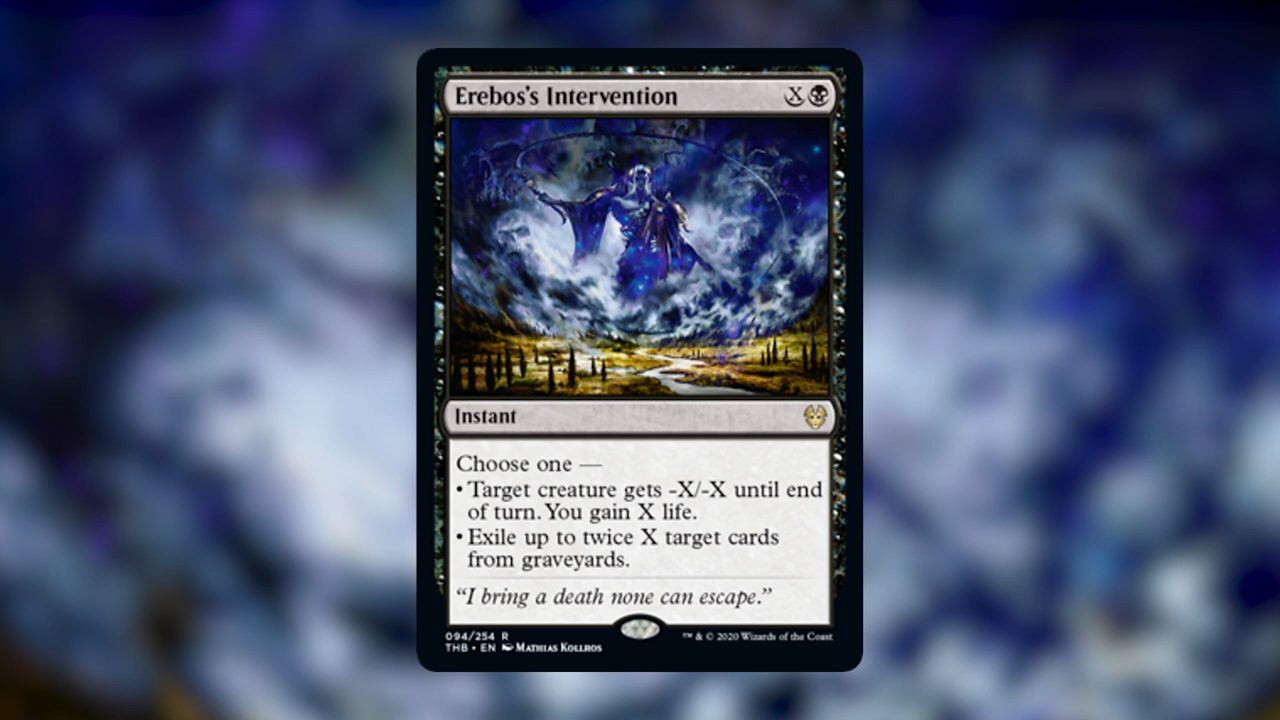 Erebos's Intervention X
Instant
Choose one —
• Target creature gets -X/-X until end
of turn. You gain X life.
• Exile up to twice X target cards
from graveyards.
“I bring a death none can escape.”
094/254 R
THB • EN Mathias Kollros
™ & © 2020 Wizards of the Coast